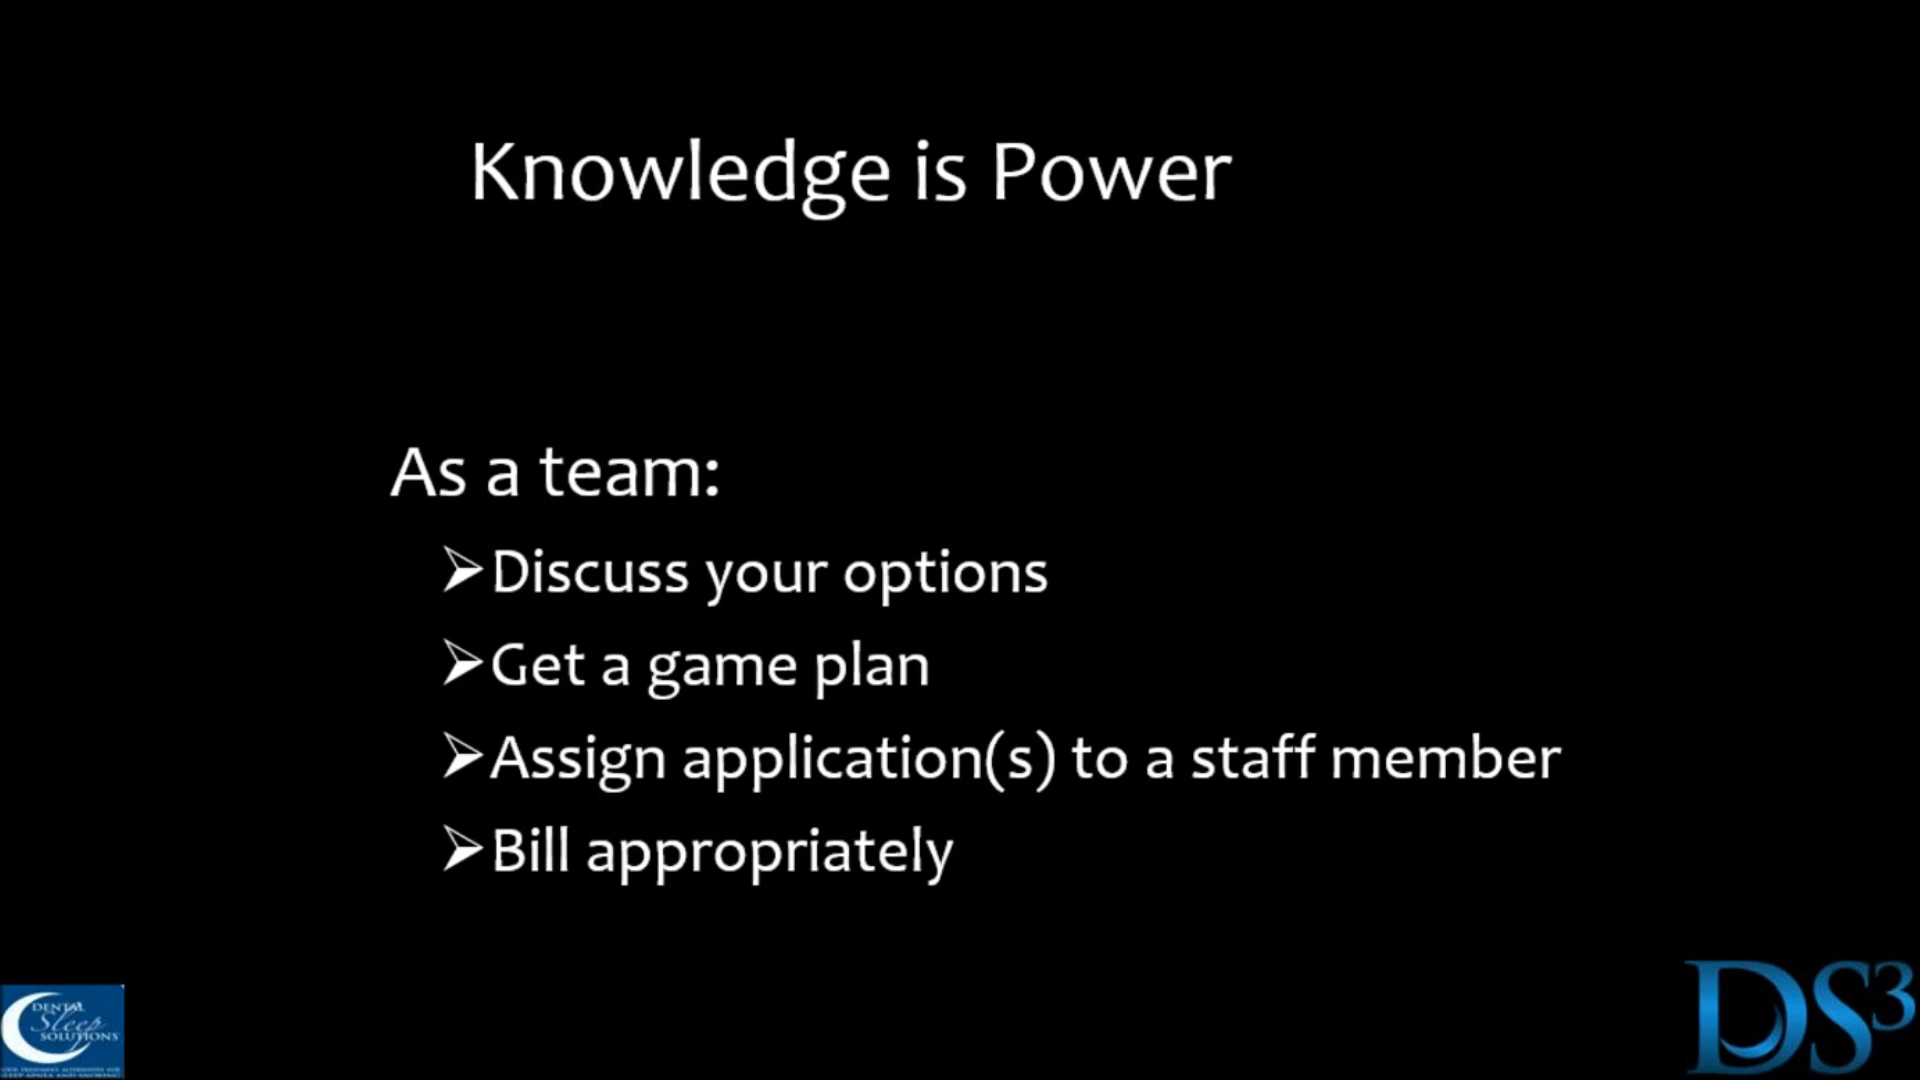 Knowledge is Power
As a team:
➢Discuss your options
➢Get a game plan
➢Assign application(s) to a staff member
➢Bill appropriately
DENTAL
Sleep
SOLUTIONS
DS³